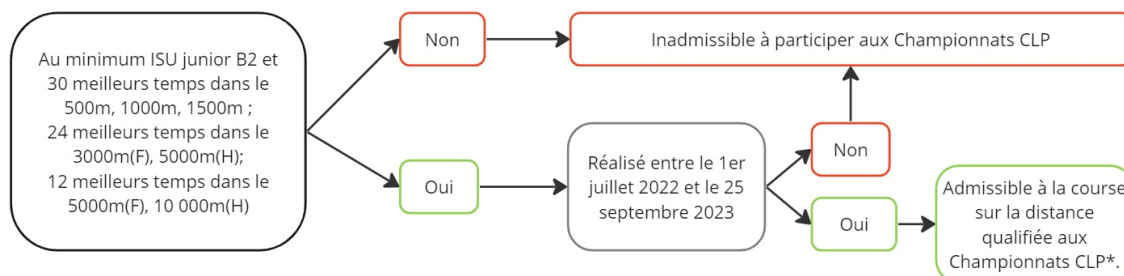 Au minimum ISU junior B2 et
30 meilleurs temps dans le
500m, 1000m, 1500m ;
24 meilleurs temps dans le
3000m(F), 5000m(H);
12 meilleurs temps dans le
5000m(F), 10 000m(H)
Non
Inadmissible à participer aux Championnats CLP
Oui
Réalisé entre le 1er
juillet 2022 et le 25
septembre 2023
Non
Oui
Admissible à la course
sur la distance
qualifiée aux
Championnats CLP*.